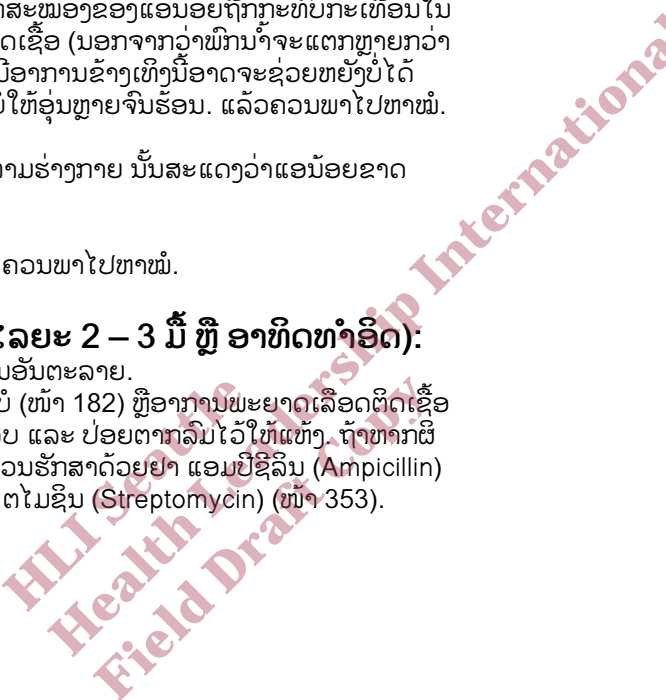 ສະໝອງຂອງແອນ້ອຍຖືກກະທົບກະເທືອນໃນ
ດເຊື້ອ (ນອກຈາກວ່າພົກນ້ຳຈະແຕກຫຼາຍກວ່າ
ມີອາການຂ້າງເທິງນີ້ອາດຈະຊ່ວຍຫຍັງບໍ່ໄດ້
ໃຫ້ອຸ່ນຫຼາຍຈົນຮ້ອນ. ແລ້ວຄວນພາໄປຫາໝໍ.
າມຮ່າງກາຍ ນັ້ນສະແດງວ່າແອນ້ອຍຂາດ
ຄວນພາໄປຫາໝໍ.
ໄລຍະ 2 – 3 ມື້ ຫຼື ອາທິດທຳອິດ):
ມອັນຕະລາຍ.
ບໍ (ໜ້າ 182) ຫຼືອາການພະຍາດເລືອດຕິດເຊື້ອ
ບ ແລະ ປ່ອຍຕາກລົມໄວ້ໃຫ້ແຫ້ງ. ຖ້າຫາກຜິ
ວນຮັກສາດ້ວຍຢາ ແອມປີຊີລິນ (Ampicillin)
ຕໄມຊິນ (Streptomycin) (ໜ້າ 353).
HLI Seattle
Health Leadership International
Field Draft Copy